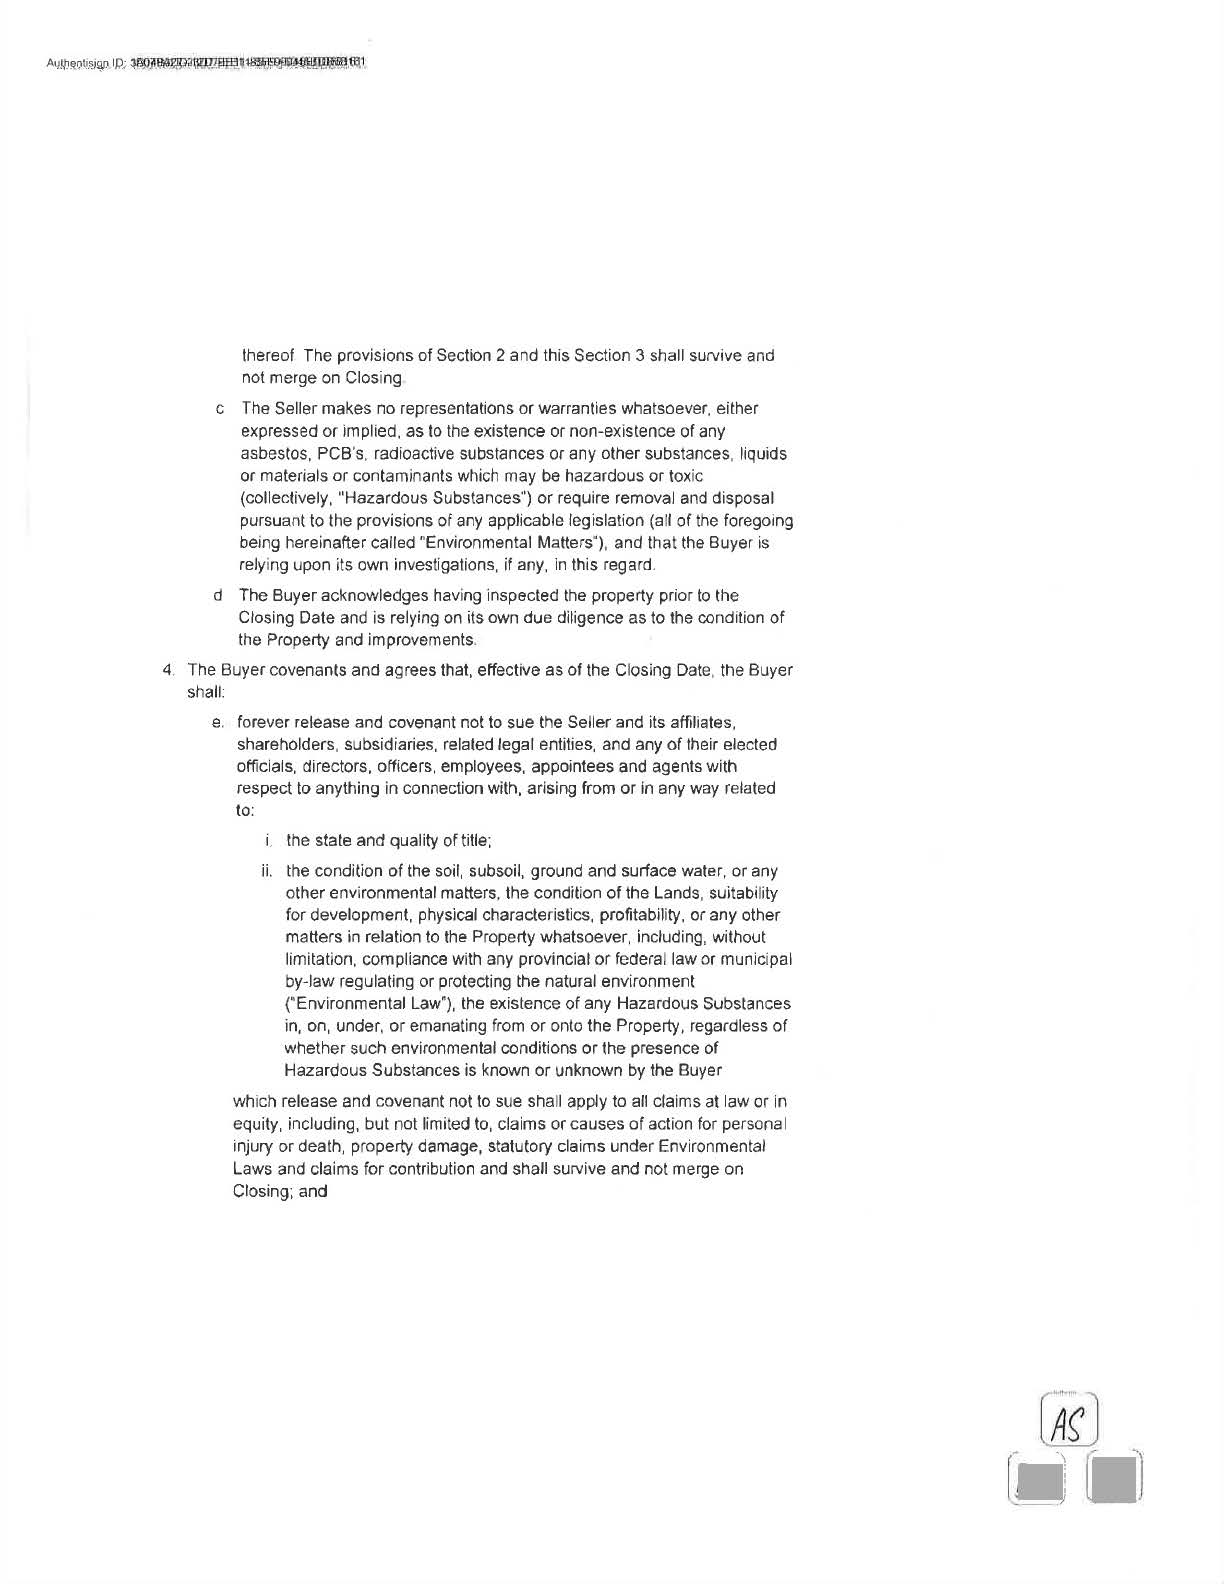 Authentisign ID:
thereof The provisions of Section 2 and this Section 3 shall survive and
not merge on Closing.
c The Seller makes no representations or warranties whatsoever, either
expressed or implied, as to the existence or non-existence of any
asbestos, PCB's, radioactive substances or any other substances, liquids
or materials or contaminants which may be hazardous or toxic
(collectively, "Hazardous Substances") or require removal and disposal
pursuant to the provisions of any applicable legislation (all of the foregoing
being hereinafter called "Environmental Matters"), and that the Buyer is
relying upon its own investigations, if any, in this regard.
d The Buyer acknowledges having inspected the property prior to the
Closing Date and is relying on its own due diligence as to the condition of
the Property and improvements.
4. The Buyer covenants and agrees that, effective as of the Closing Date, the Buyer
shall:
e. forever release and covenant not to sue the Seller and its affiliates,
shareholders, subsidiaries, related legal entities, and any of their elected
officials, directors, officers, employees, appointees and agents with
respect to anything in connection with, arising from or in any way related
to:
i. the state and quality of title;
ii. the condition of the soil, subsoil, ground and surface water, or any
other environmental matters, the condition of the Lands, suitability
for development, physical characteristics, profitability, or any other
matters in relation to the Property whatsoever, including, without
limitation, compliance with any provincial or federal law or municipal
by-law regulating or protecting the natural environment
("Environmental Law"), the existence of any Hazardous Substances
in, on, under, or emanating from or onto the Property, regardless of
whether such environmental conditions or the presence of
Hazardous Substances is known or unknown by the Buyer
which release and covenant not to sue shall apply to all claims at law or in
equity, including, but not limited to, claims or causes of action for personal
injury or death, property damage, statutory claims under Environmental
Laws and claims for contribution and shall survive and not merge on
Closing; and
AS